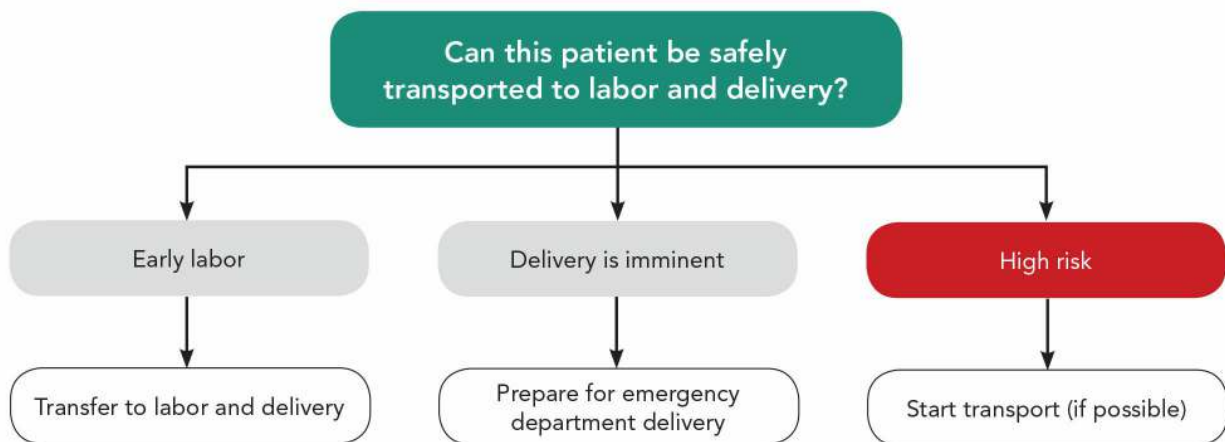 Can this patient be safely
transported to labor and delivery?
Early labor
Delivery is imminent
High risk
Transfer to labor and delivery
Prepare for emergency
department delivery
Start transport (if possible)